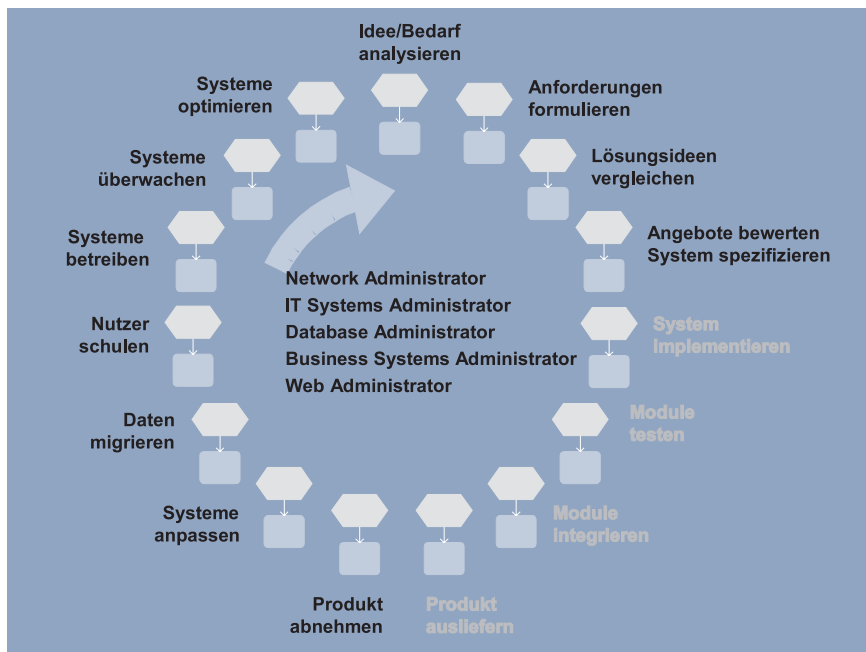 Idee/Bedarf
analysieren
Anforderungen
formulieren
Lösungsideen
vergleichen
Angebote bewerten
System spezifizieren
System
implementieren
Module
testen
Module
integrieren
Produkt
ausliefern
Produkt
abnehmen
Systeme
anpassen
Daten
migrieren
Nutzer
schulen
Systeme
betreiben
Systeme
überwachen
Systeme
optimieren
Network Administrator
IT Systems Administrator
Database Administrator
Business Systems Administrator
Web Administrator